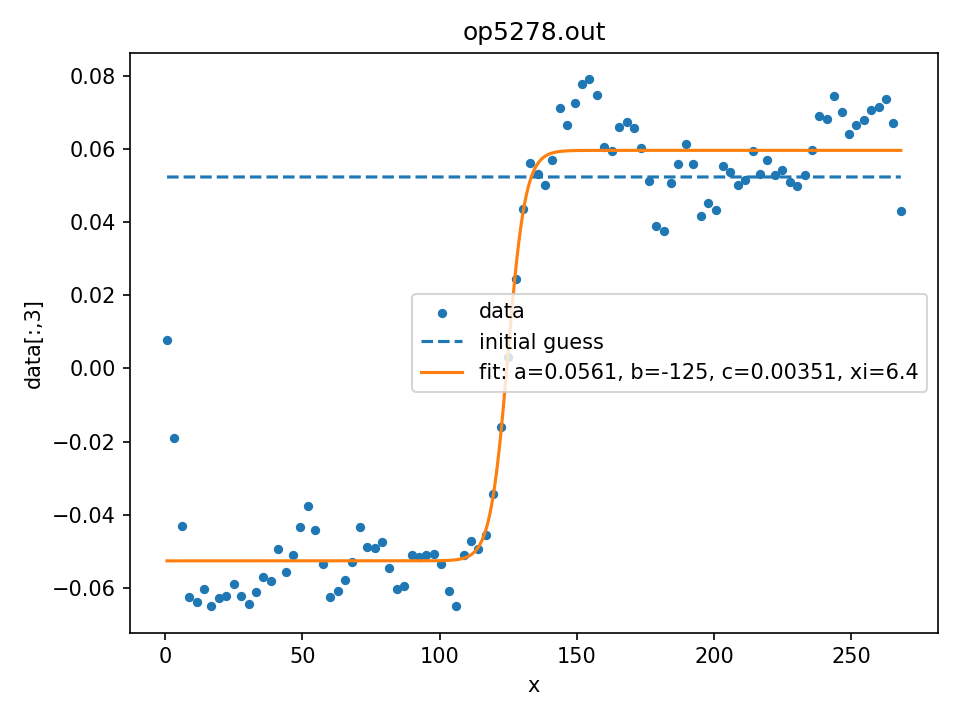 op5278.out
0.08
0.06
0.04
0.02
0.00
−0.02
−0.04
−0.06
data[:,3]
data
initial guess
fit: a=0.0561, b=-125, c=0.00351, xi=6.4
0 50 100 150 200 250
x